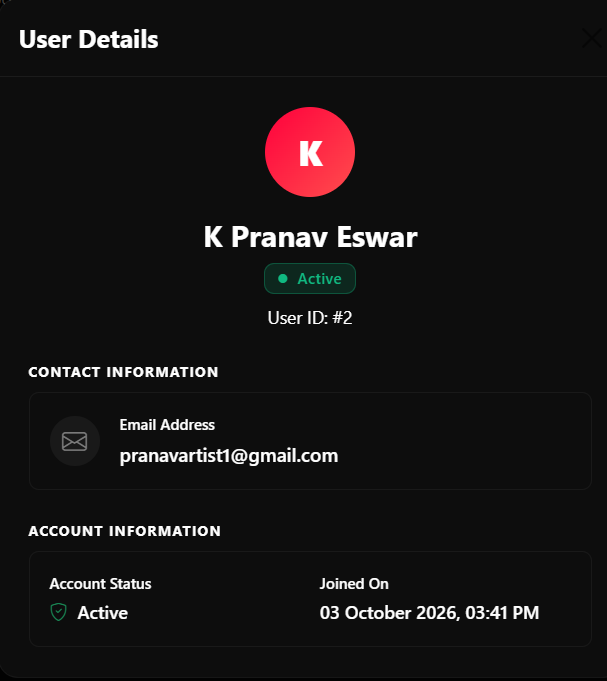 User Details
K
K Pranav Eswar
Active
User ID: #2
CONTACT INFORMATION
Email Address
pranavartist1@gmail.com
ACCOUNT INFORMATION
Account Status
Joined On
Active
03 October 2026, 03:41 PM